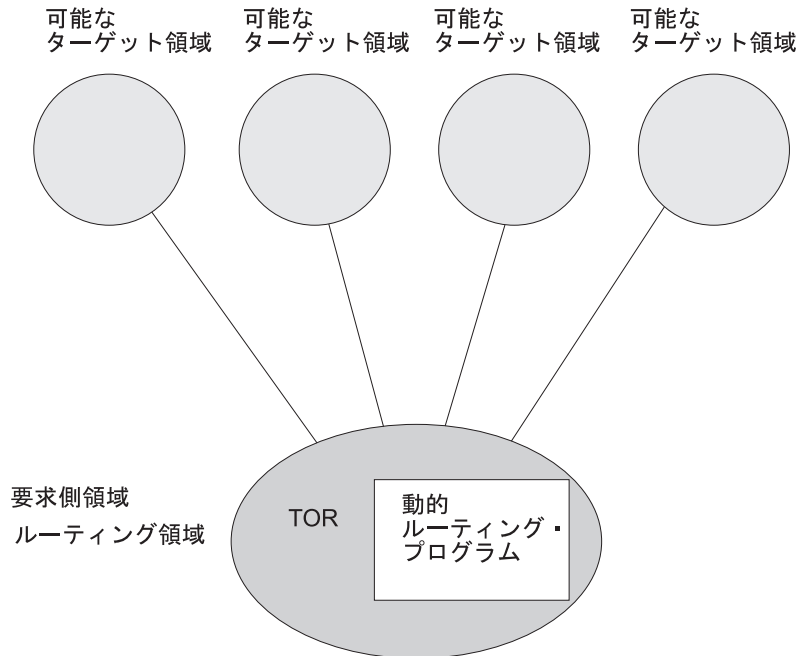 可能な
ターゲット領域
可能な
ターゲット領域
可能な
ターゲット領域
可能な
ターゲット領域
要求側領域
ルーティング領域
TOR
動的
ルーティング・
プログラム